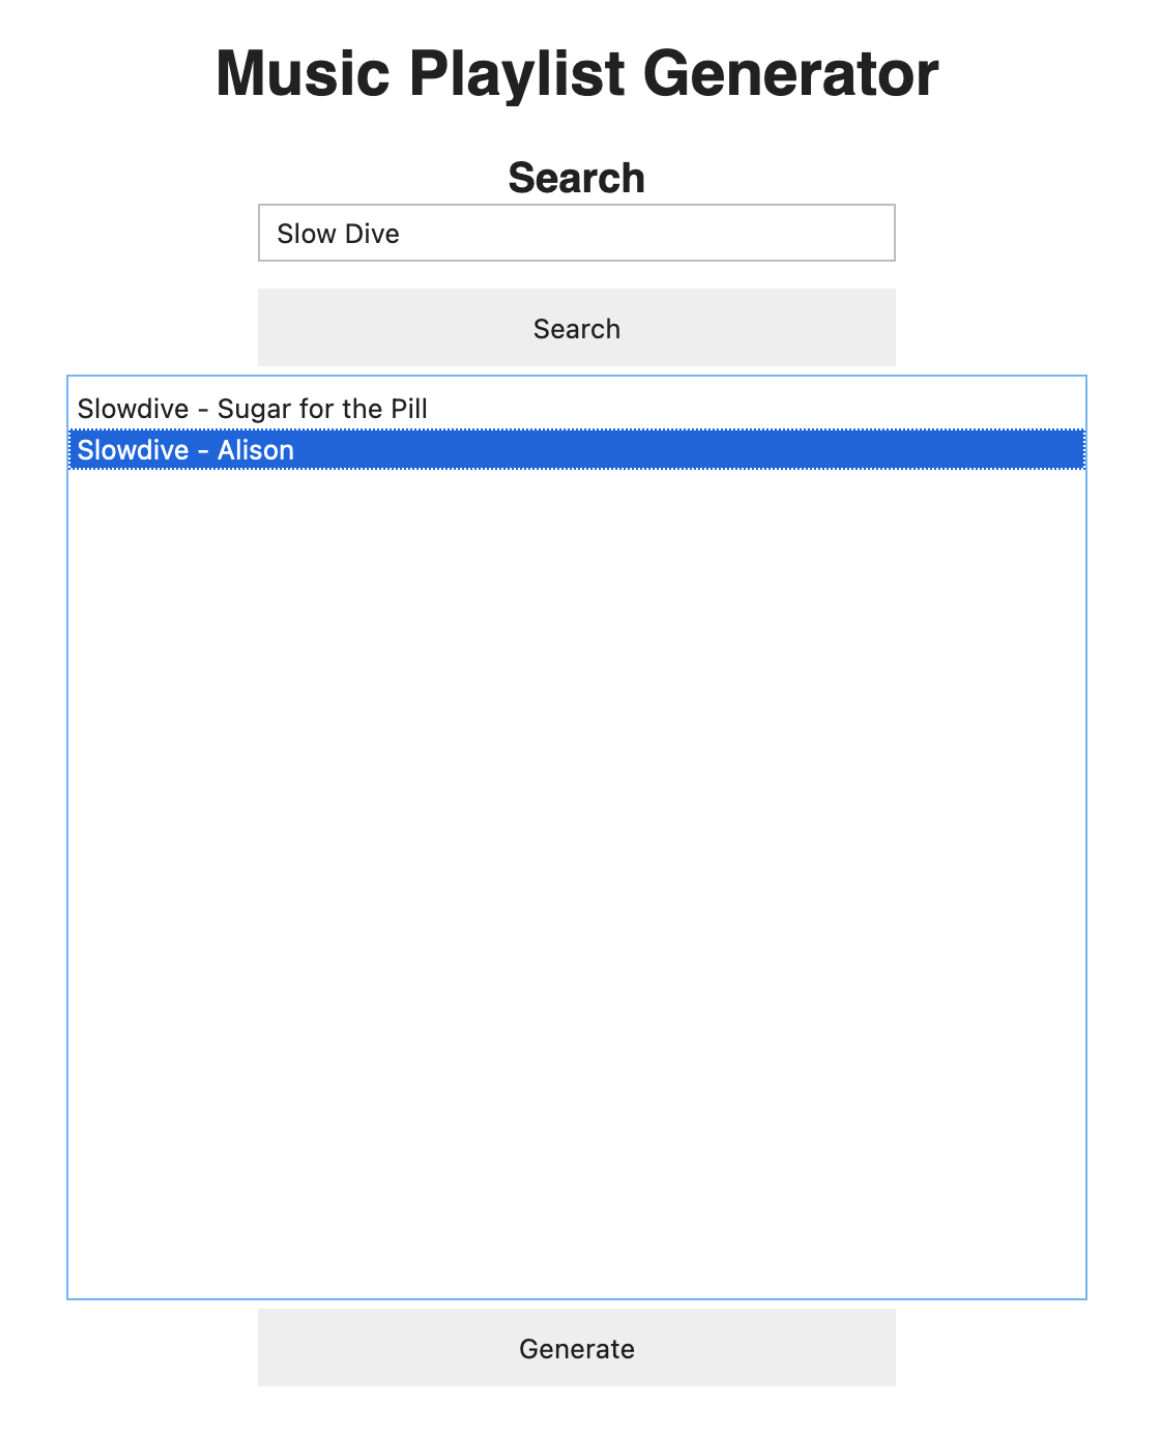 Music Playlist Generator
Search
Slow Dive
Search
Slowdive - Sugar for the Pill
Slowdive - Alison
Generate